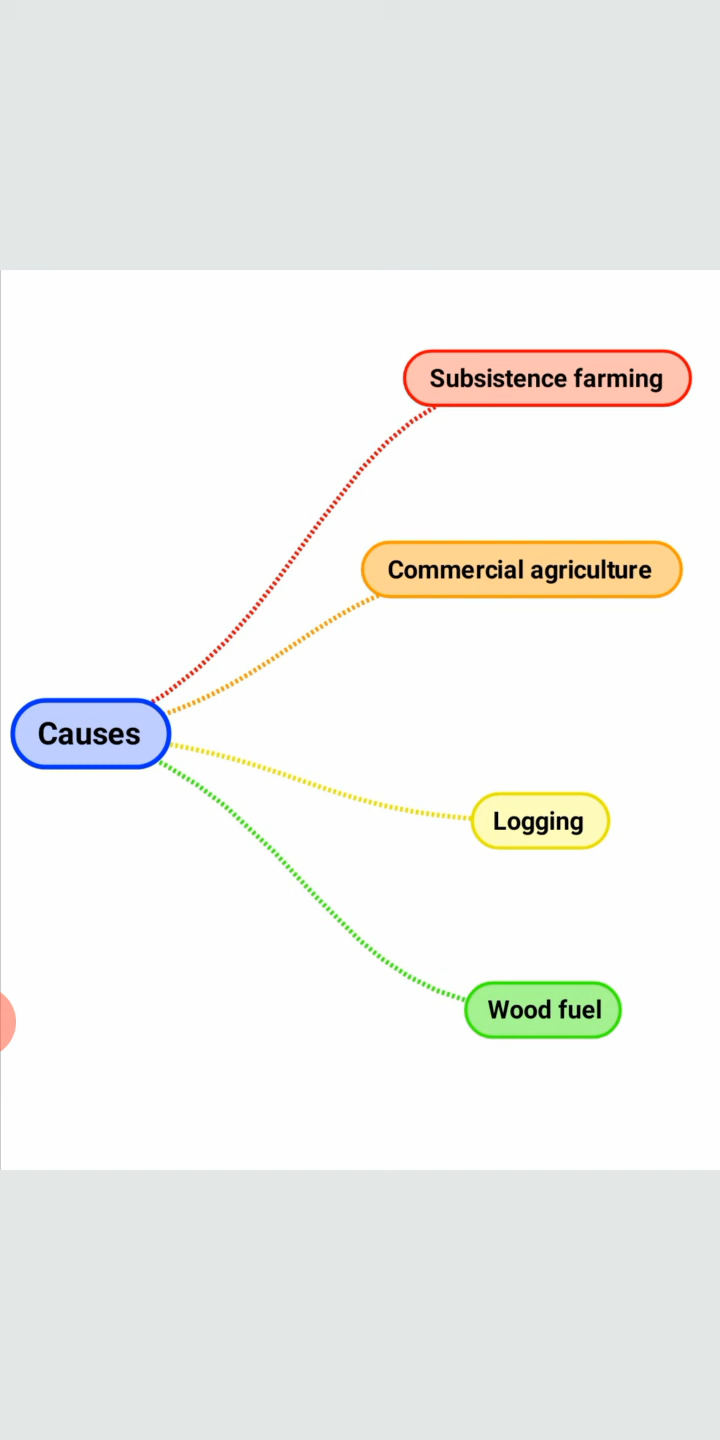 Subsistence farming
Commercial agriculture
Causes
Logging
Wood fuel